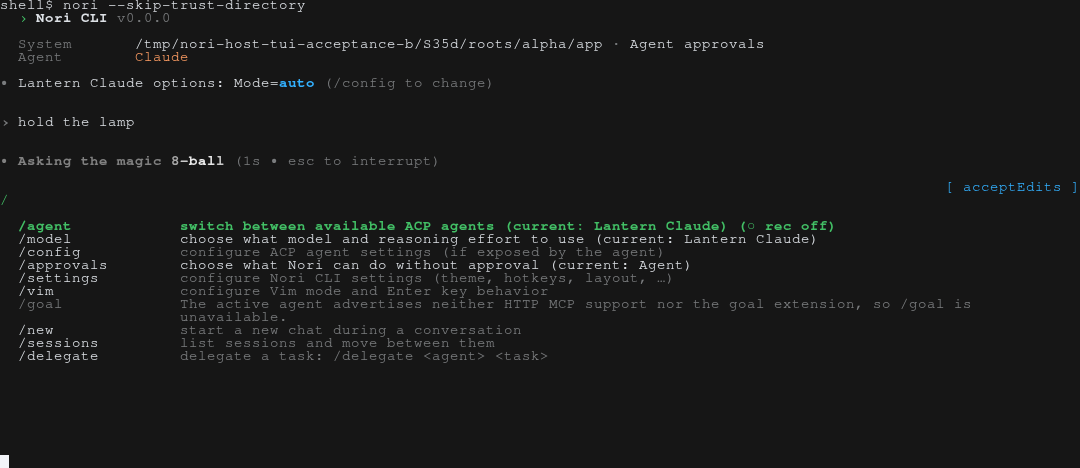 shell$ nori --skip-trust-directory
› Nori CLI v0.0.0
System /tmp/nori-host-tui-acceptance-b/S35d/roots/alpha/app · Agent approvals
Agent Claude
• Lantern Claude options: Mode=auto (/config to change)
› hold the lamp
• Asking the magic 8-ball (1s • esc to interrupt)
[ acceptEdits ]
/
/agent switch between available ACP agents (current: Lantern Claude) (○ rec off)
/model choose what model and reasoning effort to use (current: Lantern Claude)
/config configure ACP agent settings (if exposed by the agent)
/approvals choose what Nori can do without approval (current: Agent)
/settings configure Nori CLI settings (theme, hotkeys, layout, …)
/vim configure Vim mode and Enter key behavior
/goal The active agent advertises neither HTTP MCP support nor the goal extension, so /goal is
unavailable.
/new start a new chat during a conversation
/sessions list sessions and move between them
/delegate delegate a task: /delegate <agent> <task>